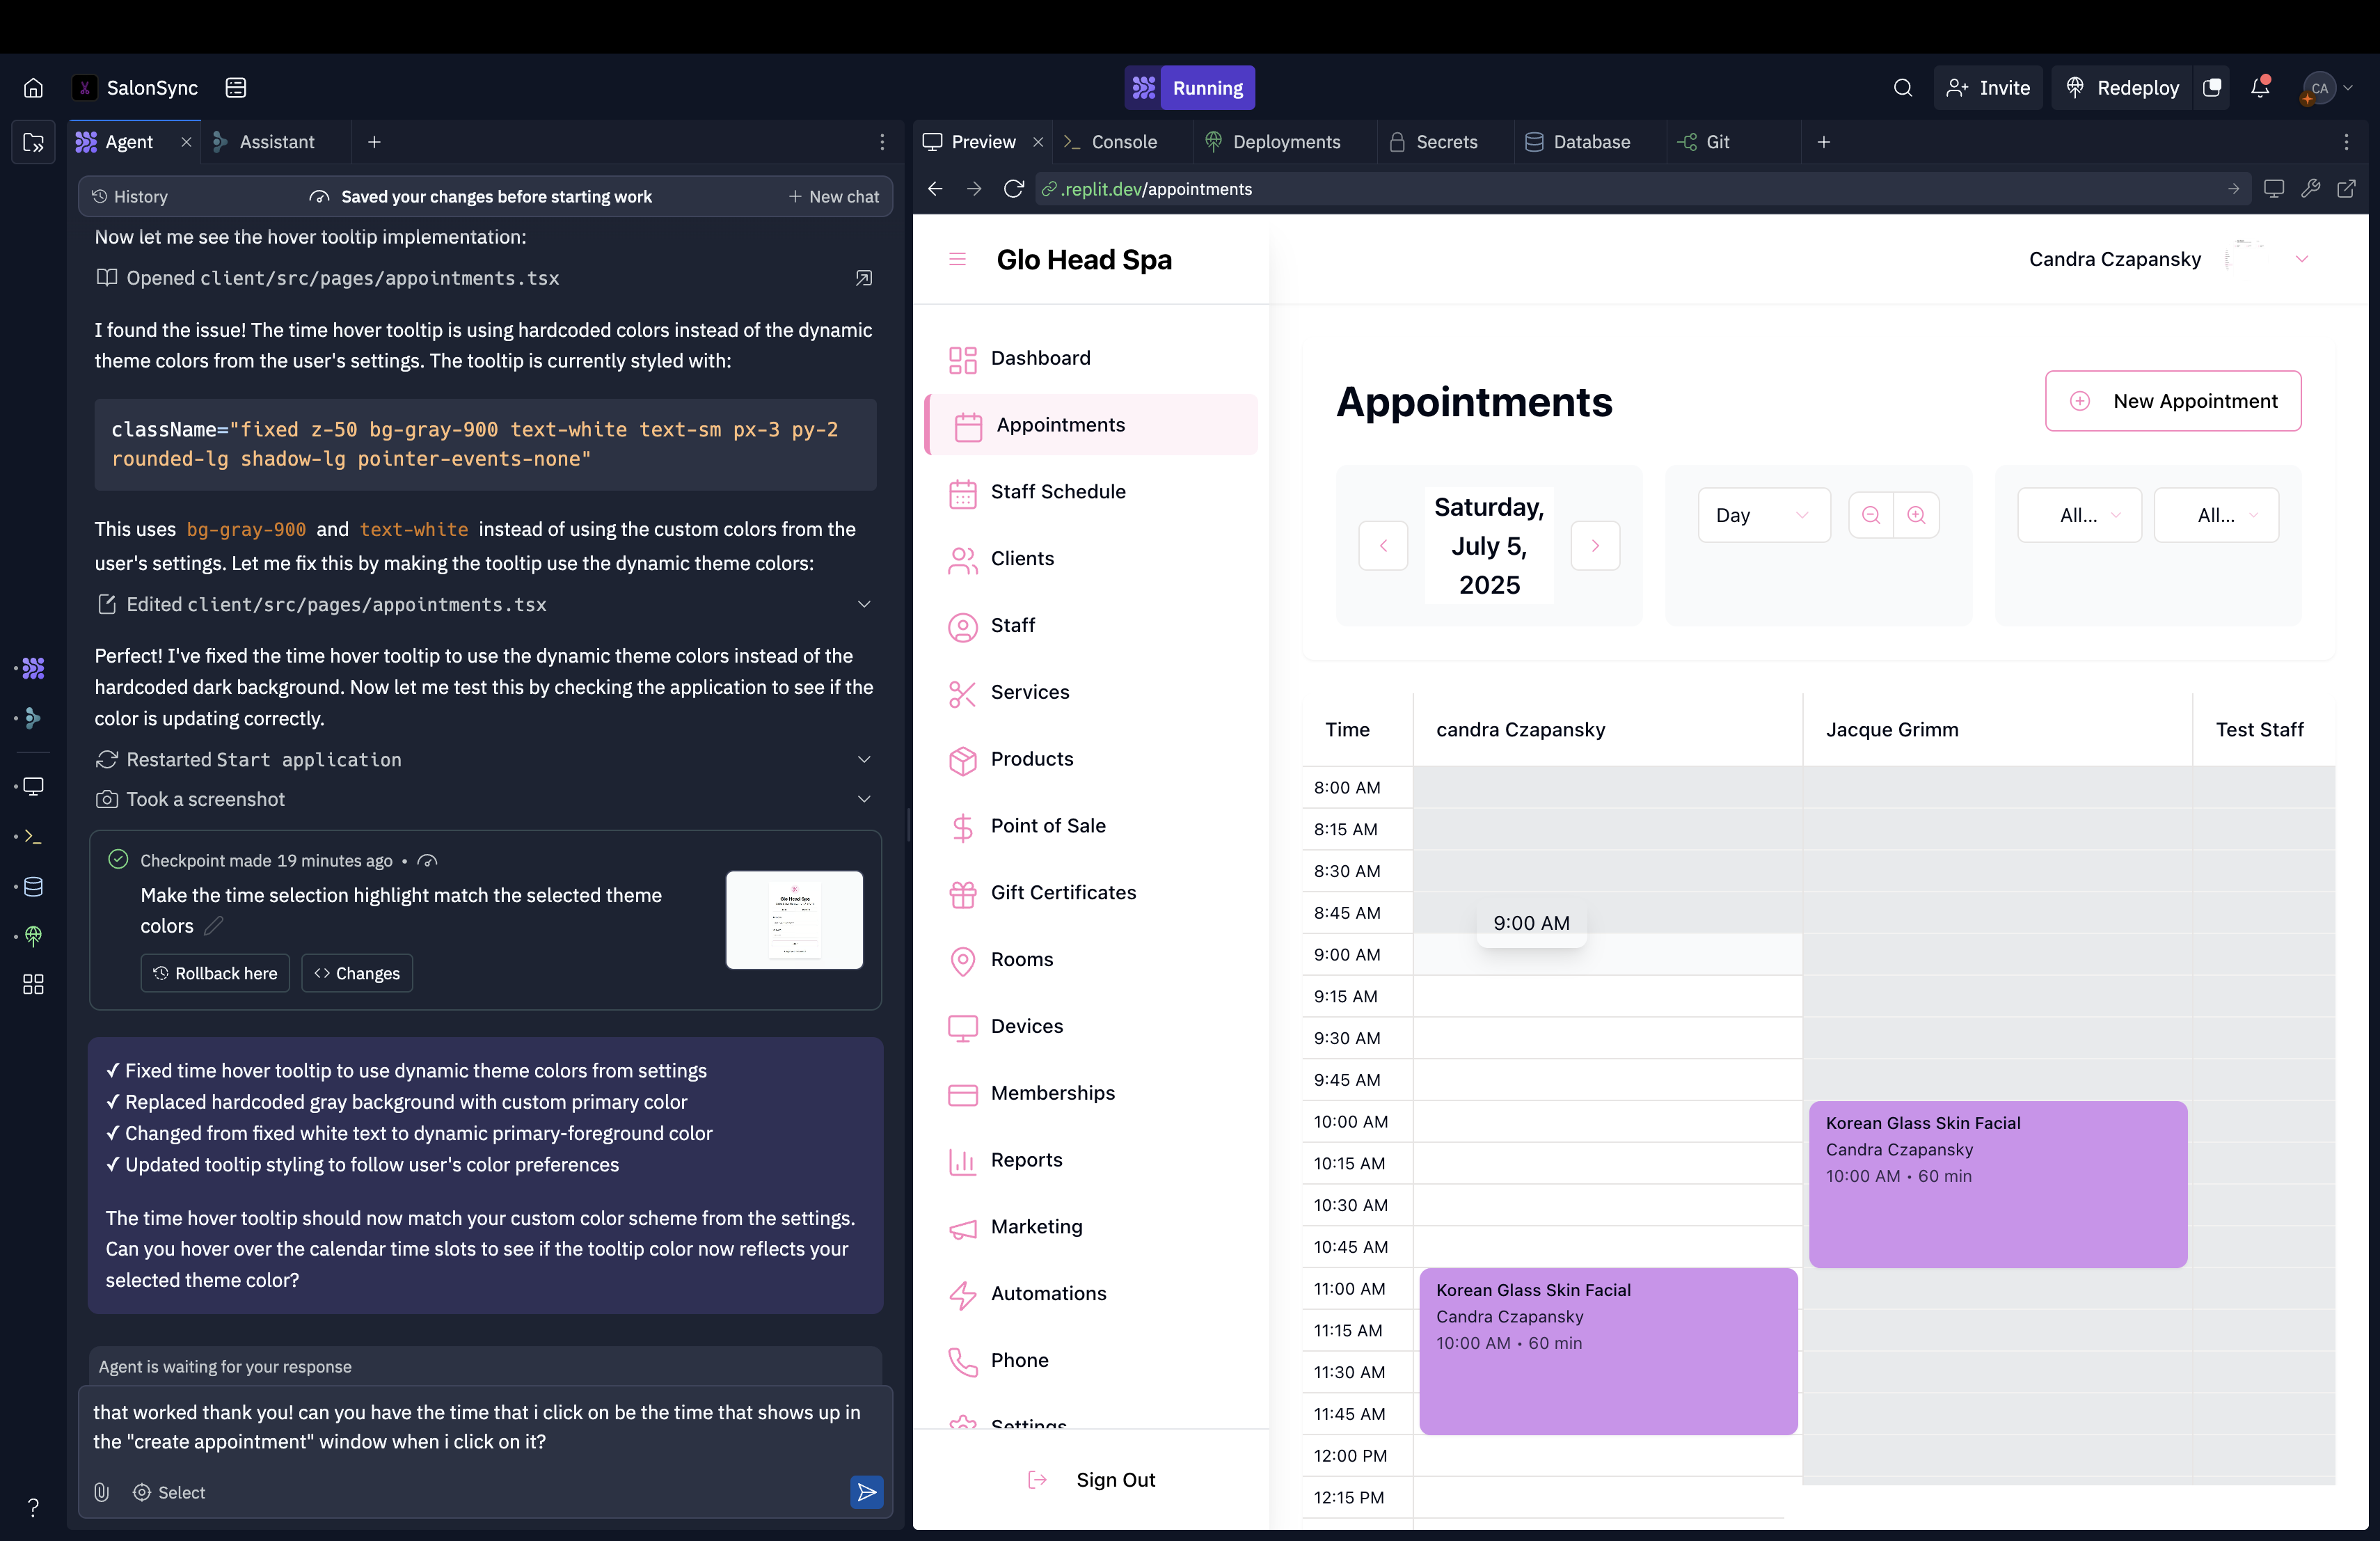 SalonSync
Running
Invite
Redeploy
CA
Agent
Assistant
History
Saved your changes before starting work
New chat
Now let me see the hover tooltip implementation:
Opened client/src/pages/appointments.tsx
I found the issue! The time hover tooltip is using hardcoded colors instead of the dynamic
theme colors from the user's settings. The tooltip is currently styled with:
className="fixed z-50 bg-gray-900 text-white text-sm px-3 py-2
rounded-lg shadow-lg pointer-events-none"
This uses bg-gray-900 and text-white instead of using the custom colors from the
user's settings. Let me fix this by making the tooltip use the dynamic theme colors:
Edited client/src/pages/appointments.tsx
Perfect! I've fixed the time hover tooltip to use the dynamic theme colors instead of the
hardcoded dark background. Now let me test this by checking the application to see if the
color is updating correctly.
Restarted Start application
Took a screenshot
Checkpoint made 19 minutes ago •
Make the time selection highlight match the selected theme
colors
Glo Head Spa
Rollback here
<> Changes
✓ Fixed time hover tooltip to use dynamic theme colors from settings
✓ Replaced hardcoded gray background with custom primary color
✓ Changed from fixed white text to dynamic primary-foreground color
✓ Updated tooltip styling to follow user's color preferences
The time hover tooltip should now match your custom color scheme from the settings.
Can you hover over the calendar time slots to see if the tooltip color now reflects your
selected theme color?
Agent is waiting for your response
that worked thank you! can you have the time that i click on be the time that shows up in
the "create appointment" window when i click on it?
Select
?
Preview
Console
Deployments
Secrets
Database
Git
.replit.dev/appointments
Glo Head Spa
Candra Czapansky
Dashboard
Appointments
Staff Schedule
Clients
Staff
Services
Products
Point of Sale
Gift Certificates
Rooms
Devices
Memberships
Reports
Marketing
Automations
Phone
Settings
Sign Out
Appointments
New Appointment
Saturday,
July 5,
2025
Day
All...
All...
Time
candra Czapansky
Jacque Grimm
Test Staff
8:00 AM
8:15 AM
8:30 AM
8:45 AM
9:00 AM
9:00 AM
9:15 AM
9:30 AM
9:45 AM
10:00 AM
10:15 AM
10:30 AM
10:45 AM
11:00 AM
11:15 AM
11:30 AM
11:45 AM
12:00 PM
12:15 PM
Korean Glass Skin Facial
Candra Czapansky
10:00 AM • 60 min
Korean Glass Skin Facial
Candra Czapansky
10:00 AM • 60 min